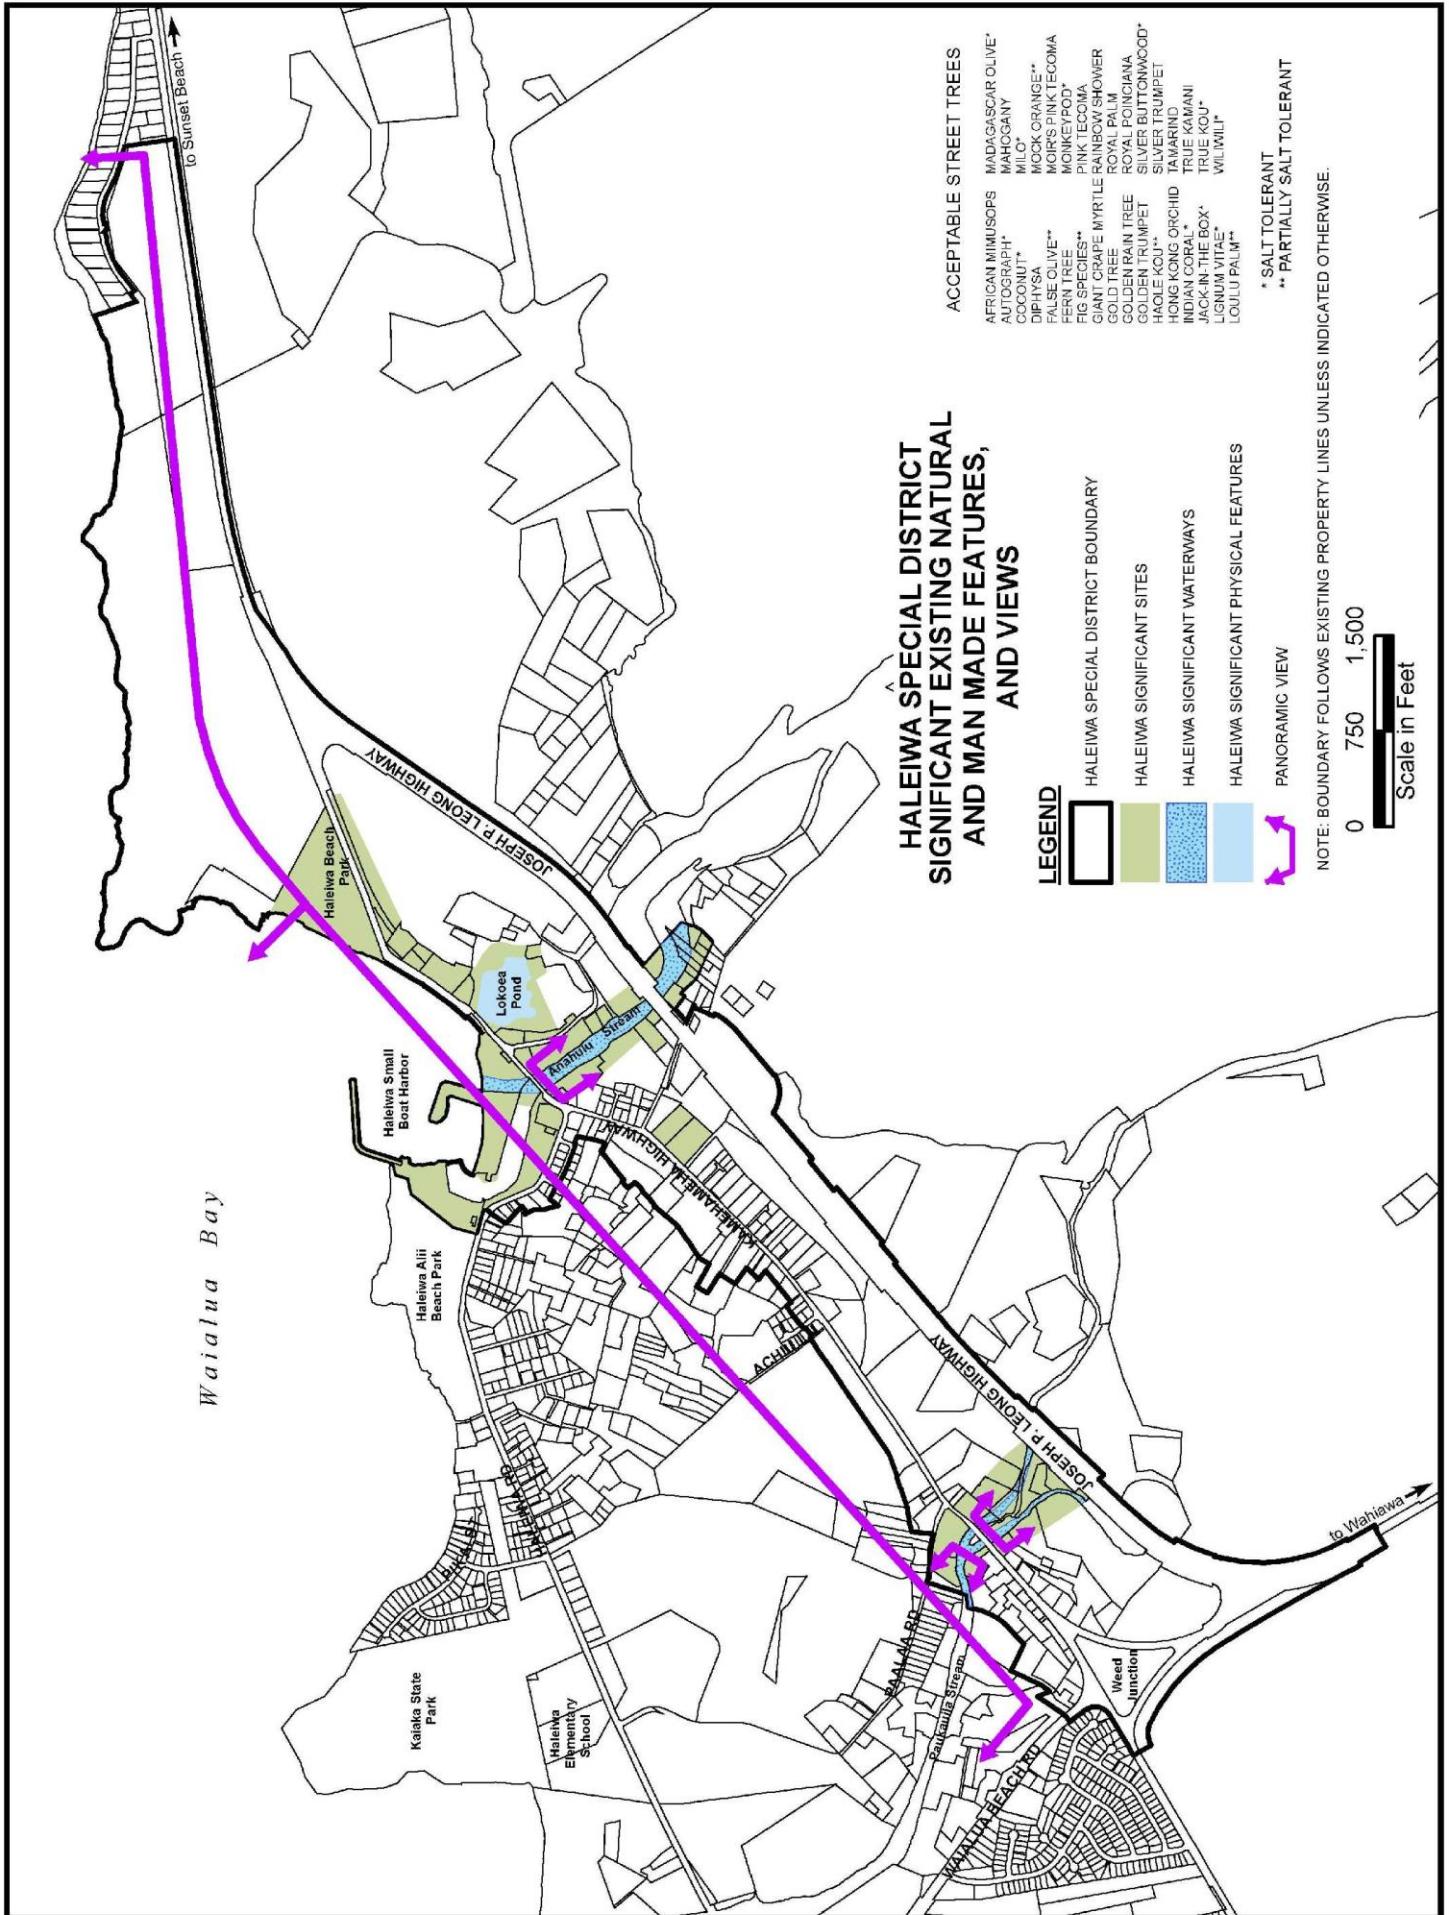 to Sunset Beach
Waialua Bay
Haleiwa Beach
Park
JOSEPH P. LEONG HIGHWAY
Lokoea
Pond
Anahulu Stream
Haleiwa Small
Boat Harbor
Haleiwa Alii
Beach Park
KAMEHAMEHA HIGHWAY
HALEIWA RD
ACHIU
JOSEPH P. LEONG HIGHWAY
Kaiaka State
Park
Haleiwa
Elementary
School
PAALAA RD
Paukauila Stream
WAIALUA BEACH RD
Weed
Junction
to Wahiawa
HALEIWA SPECIAL DISTRICT
SIGNIFICANT EXISTING NATURAL
AND MAN MADE FEATURES,
AND VIEWS
LEGEND
HALEIWA SPECIAL DISTRICT BOUNDARY
HALEIWA SIGNIFICANT SITES
HALEIWA SIGNIFICANT WATERWAYS
HALEIWA SIGNIFICANT PHYSICAL FEATURES
PANORAMIC VIEW
NOTE: BOUNDARY FOLLOWS EXISTING PROPERTY LINES UNLESS INDICATED OTHERWISE.
0 750 1,500
Scale in Feet
ACCEPTABLE STREET TREES
AFRICAN MIMUSOPS
AUTOGRAPH*
COCONUT*
DIPHYSA
FALSE OLIVE**
FERN TREE
FIG SPECIES**
GIANT CRAPE MYRTLE
GOLD TREE
GOLDEN RAIN TREE
GOLDEN TRUMPET
HAOLE KOU**
HONG KONG ORCHID
INDIAN CORAL*
JACK-IN-THE BOX*
LIGNUM VITAE*
LOULU PALM**
MADAGASCAR OLIVE*
MAHOGANY
MILO*
MOCK ORANGE**
MOIR'S PINK TECOMA
MONKEYPOD*
PINK TECOMA
RAINBOW SHOWER
ROYAL PALM
ROYAL POINCIANA
SILVER BUTTONWOOD*
SILVER TRUMPET
TAMARIND
TRUE KAMANI
TRUE KOU*
WILIWILI*
* SALT TOLERANT
** PARTIALLY SALT TOLERANT